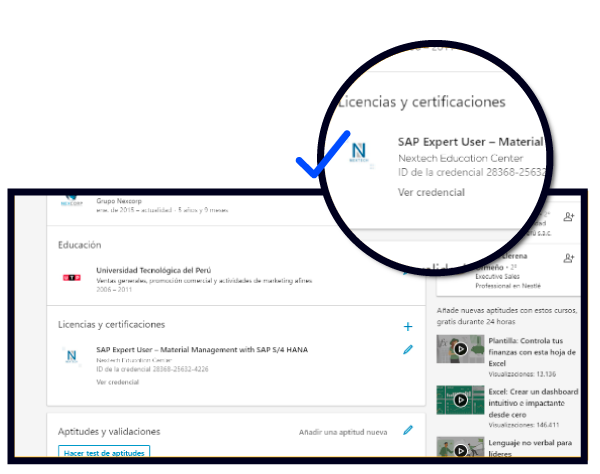 Licencias y certificaciones
N
NEXTECH
SAP Expert User – Material
Nextech Education Center
ID de la credencial 28368-25632
Ver credencial
NEXCORP
Grupo Nexcorp
ene. de 2015 – actualidad · 5 años y 9 meses
Educación
UTP
Universidad Tecnológica del Perú
Ventas generales, promoción comercial y actividades de marketing afines
2006 – 2011
Licencias y certificaciones
N
SAP Expert User – Material Management with SAP S/4 HANA
Nextech Education Center
ID de la credencial 28368-25632-4226
Ver credencial
Aptitudes y validaciones
Añadir una aptitud nueva
Hacer test de aptitudes
Executive Sales
Professional en Nestlé
Añade nuevas aptitudes con estos cursos,
gratis durante 24 horas
Plantilla: Controla tus
finanzas con esta hoja de
Excel
Visualizaciones: 13.136
Excel: Crear un dashboard
intuitivo e impactante
desde cero
Visualizaciones: 146.411
Lenguaje no verbal para
líderes